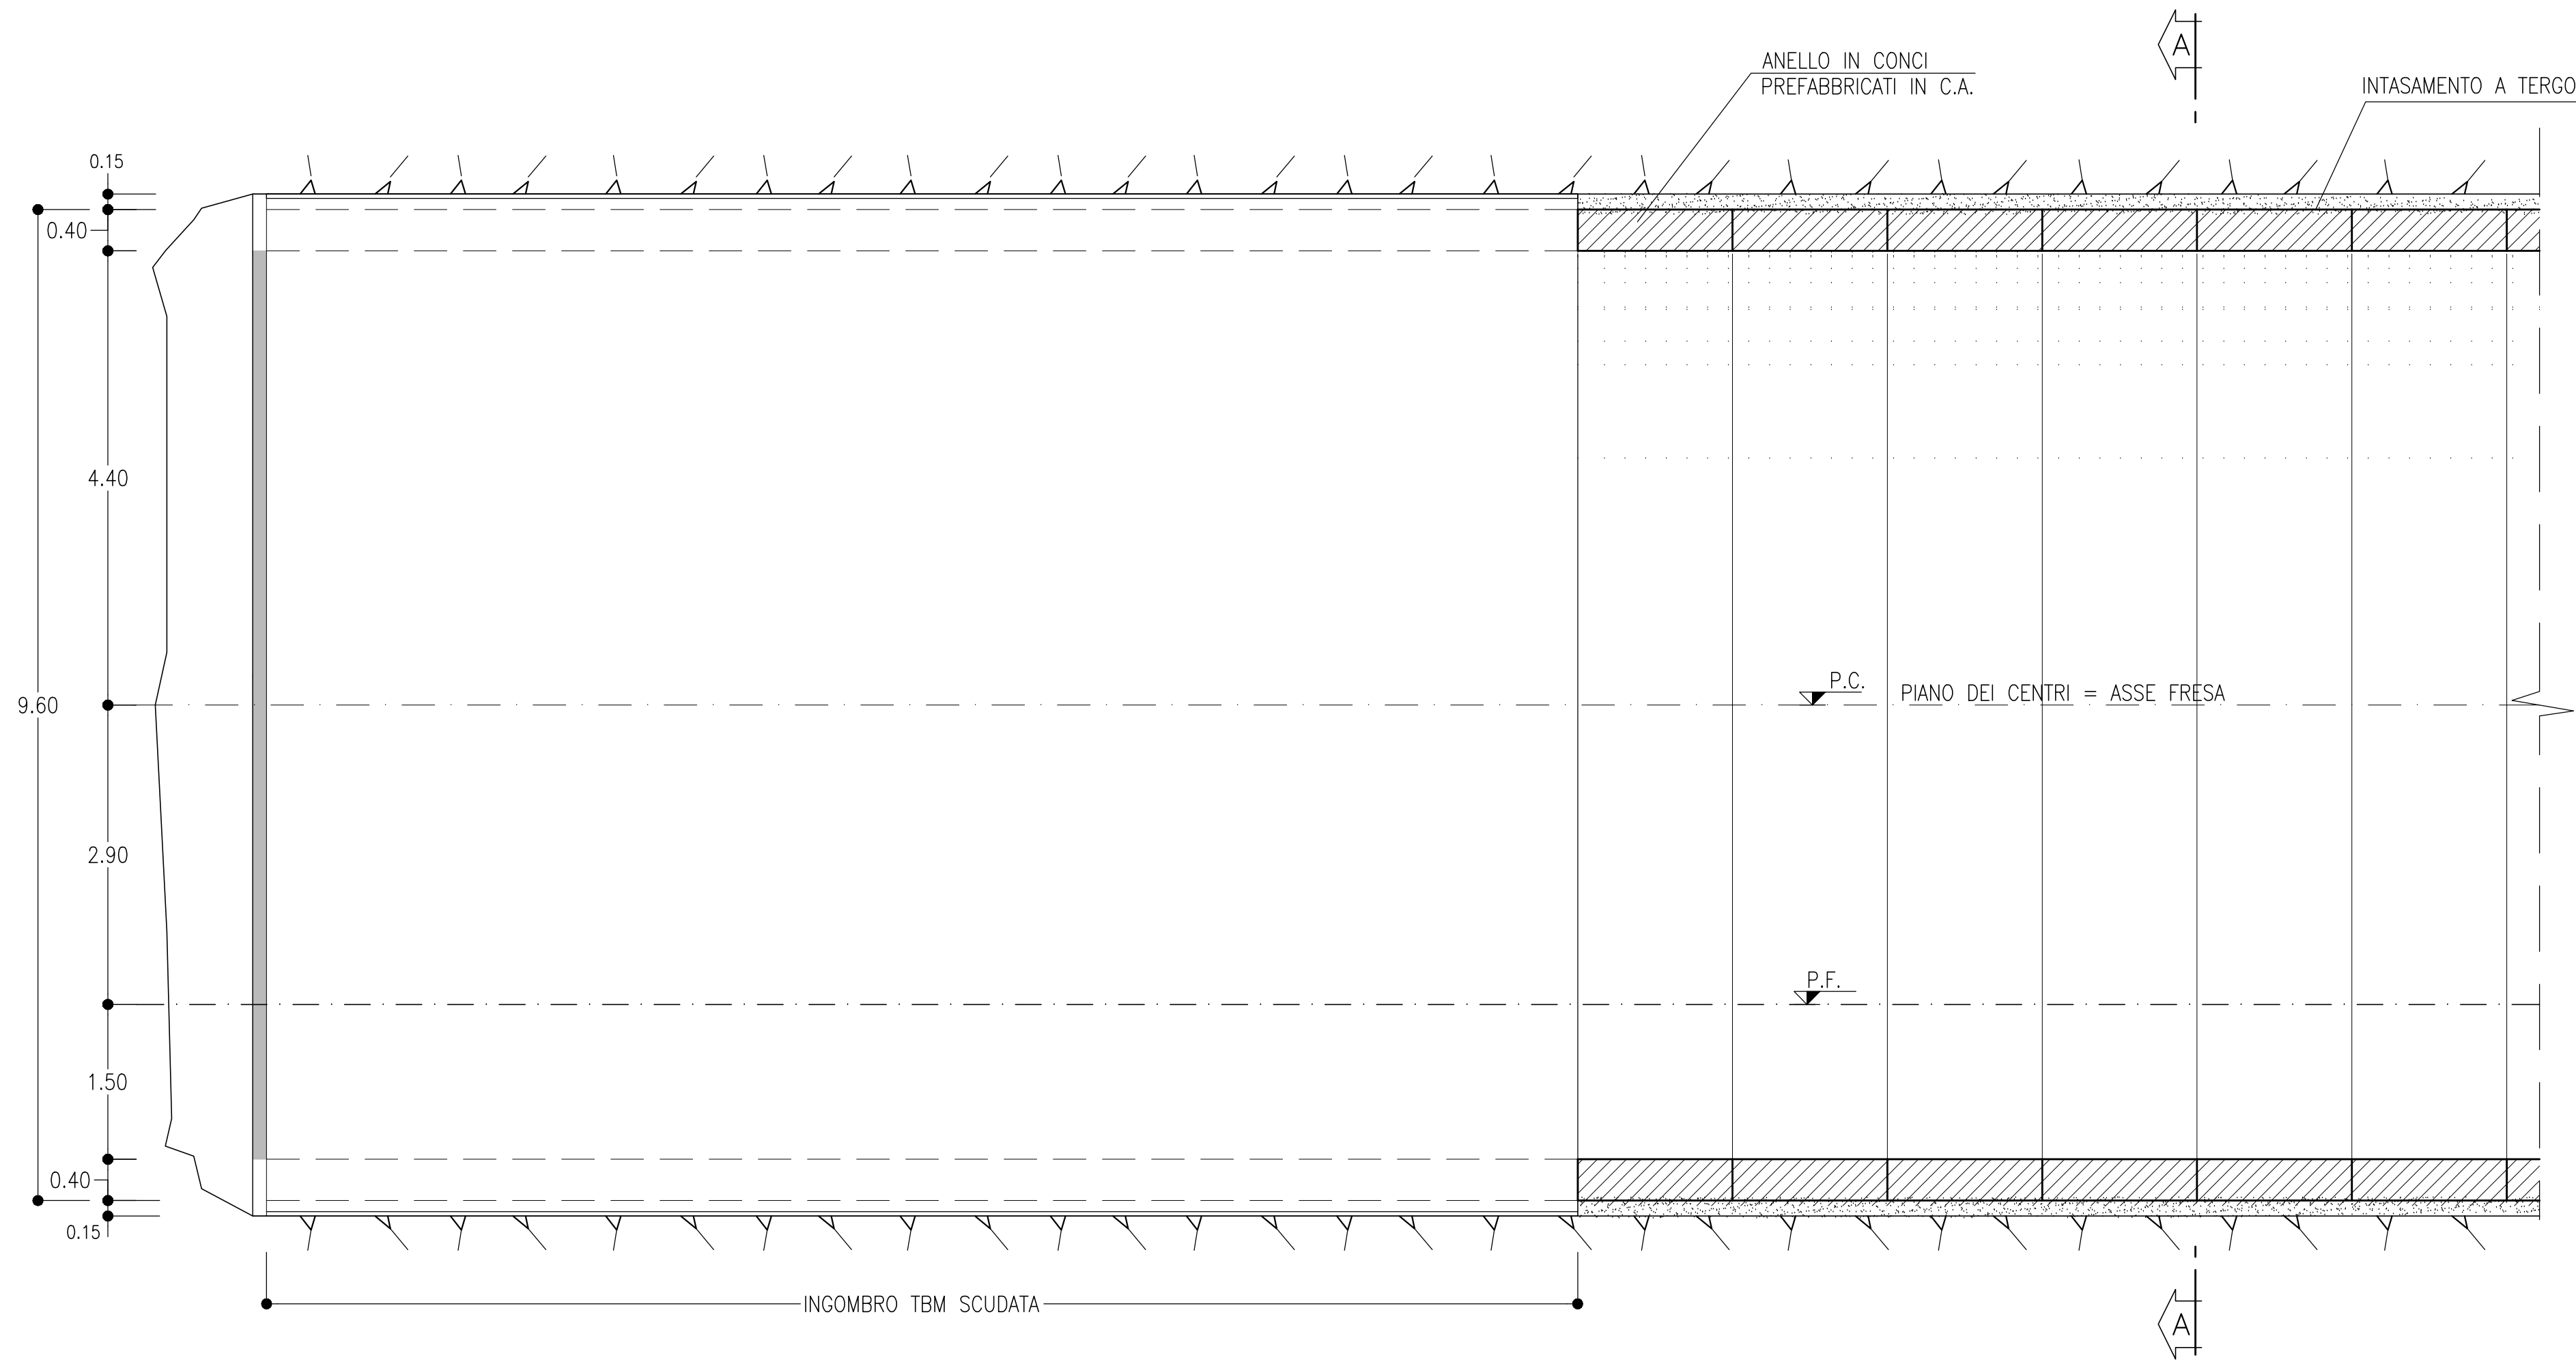 A
ANELLO IN CONCI
PREFABBRICATI IN C.A.
INTASAMENTO A TERGO
0.15
0.40
4.40
P.C.
PIANO DEI CENTRI = ASSE FRESA
9.60
2.90
P.F.
1.50
0.40
0.15
INGOMBRO TBM SCUDATA
A